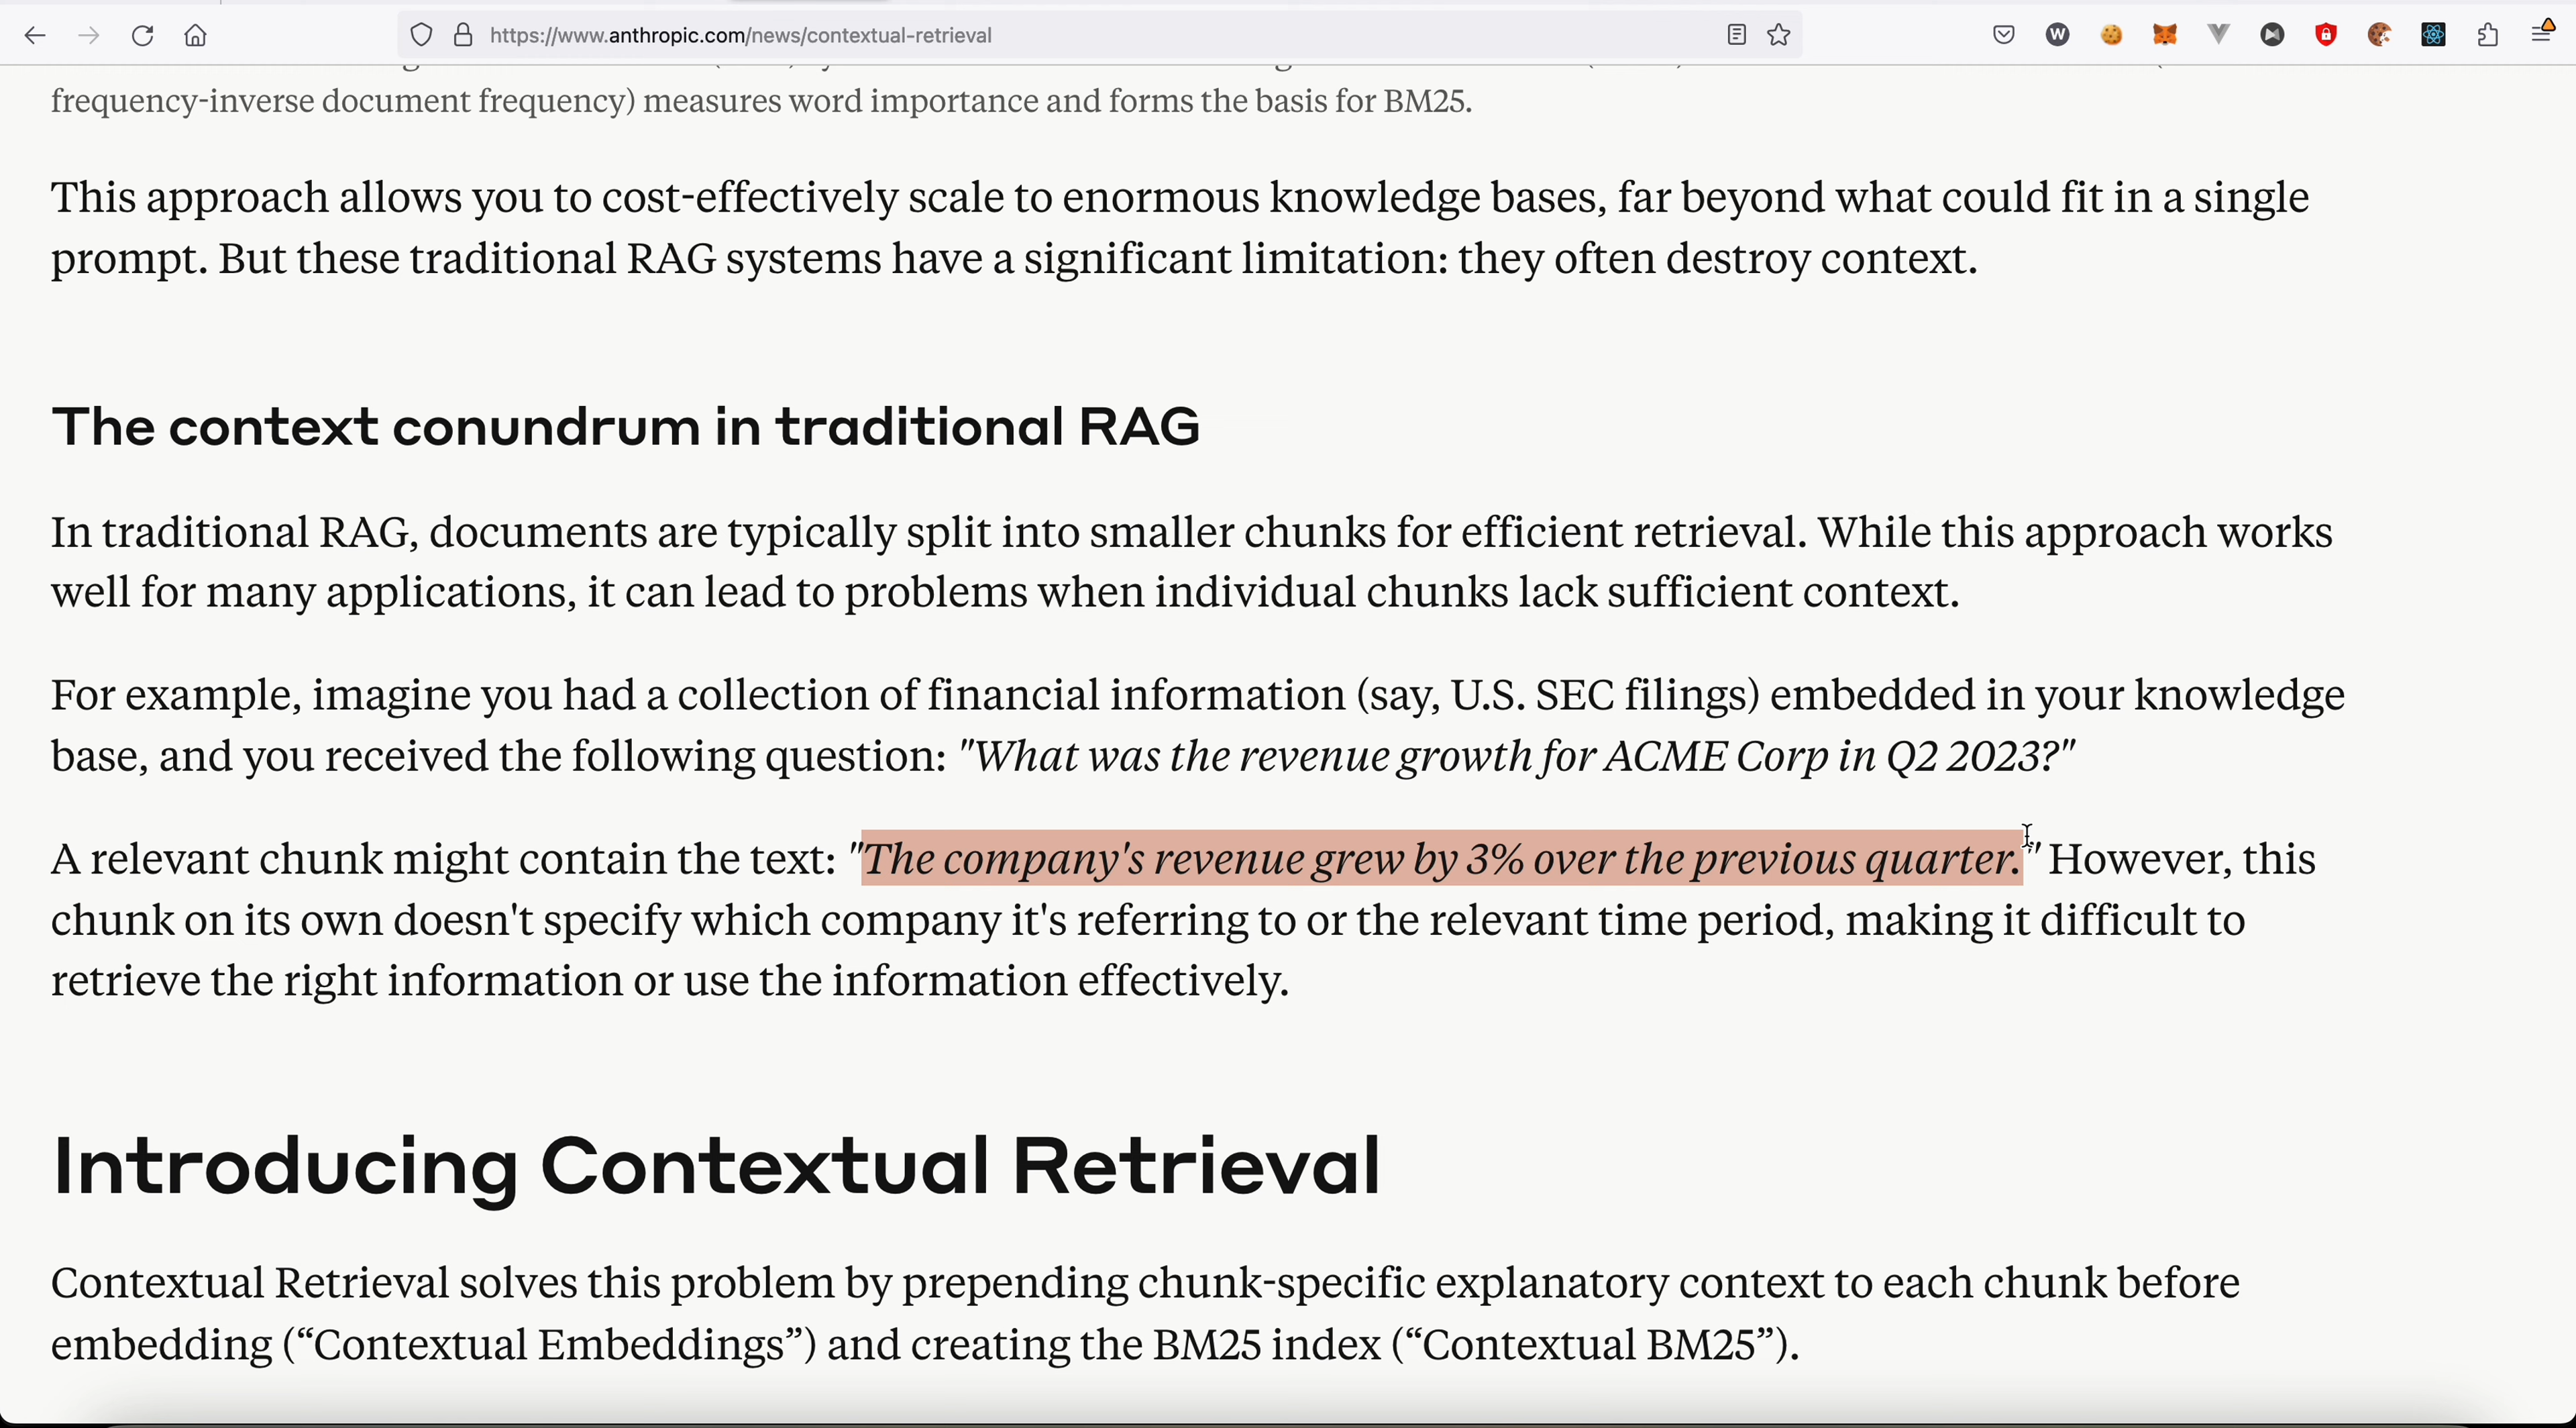 https://www.anthropic.com/news/contextual-retrieval
W
frequency-inverse document frequency) measures word importance and forms the basis for BM25.
This approach allows you to cost-effectively scale to enormous knowledge bases, far beyond what could fit in a single
prompt. But these traditional RAG systems have a significant limitation: they often destroy context.
The context conundrum in traditional RAG
In traditional RAG, documents are typically split into smaller chunks for efficient retrieval. While this approach works
well for many applications, it can lead to problems when individual chunks lack sufficient context.
For example, imagine you had a collection of financial information (say, U.S. SEC filings) embedded in your knowledge
base, and you received the following question: "What was the revenue growth for ACME Corp in Q2 2023?"
A relevant chunk might contain the text: "The company's revenue grew by 3% over the previous quarter." However, this
chunk on its own doesn't specify which company it's referring to or the relevant time period, making it difficult to
retrieve the right information or use the information effectively.
Introducing Contextual Retrieval
Contextual Retrieval solves this problem by prepending chunk-specific explanatory context to each chunk before
embedding (“Contextual Embeddings”) and creating the BM25 index (“Contextual BM25”).